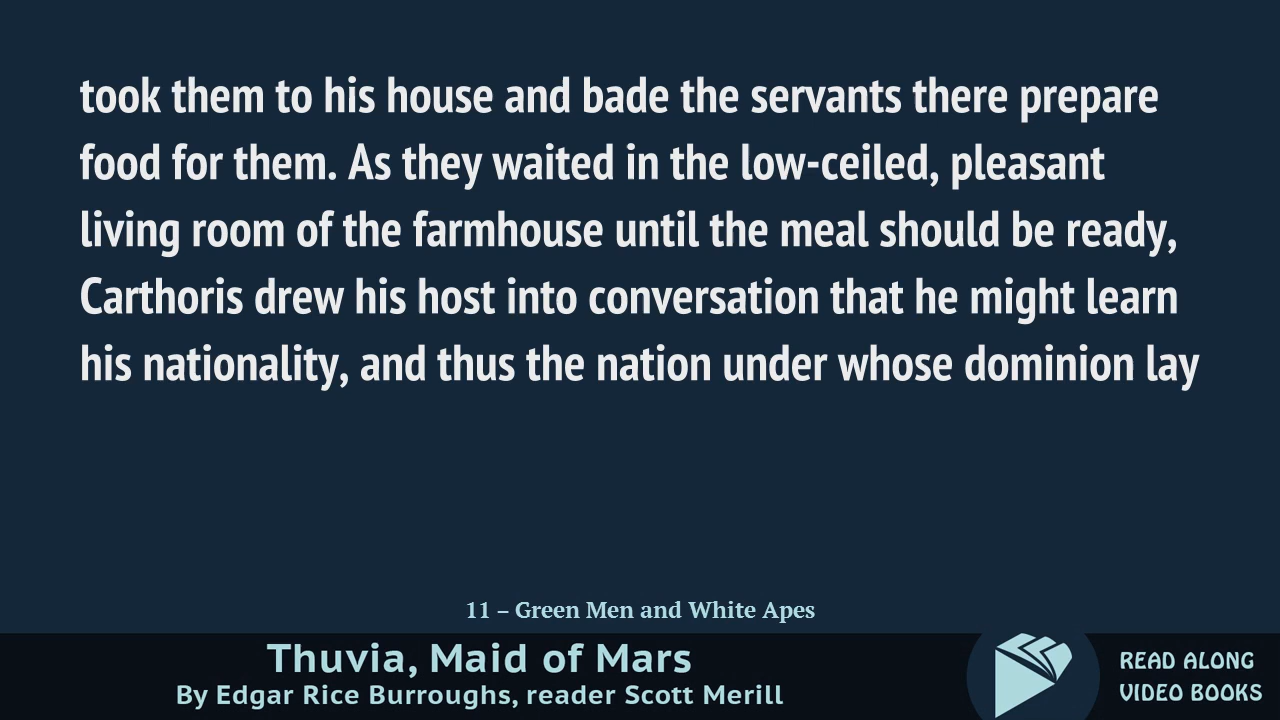 took them to his house and bade the servants there prepare
food for them. As they waited in the low-ceiled, pleasant
living room of the farmhouse until the meal should be ready,
Carthoris drew his host into conversation that he might learn
his nationality, and thus the nation under whose dominion lay
11 – Green Men and White Apes
Thuvia, Maid of Mars
By Edgar Rice Burroughs, reader Scott Merill
READ ALONG
VIDEO BOOKS